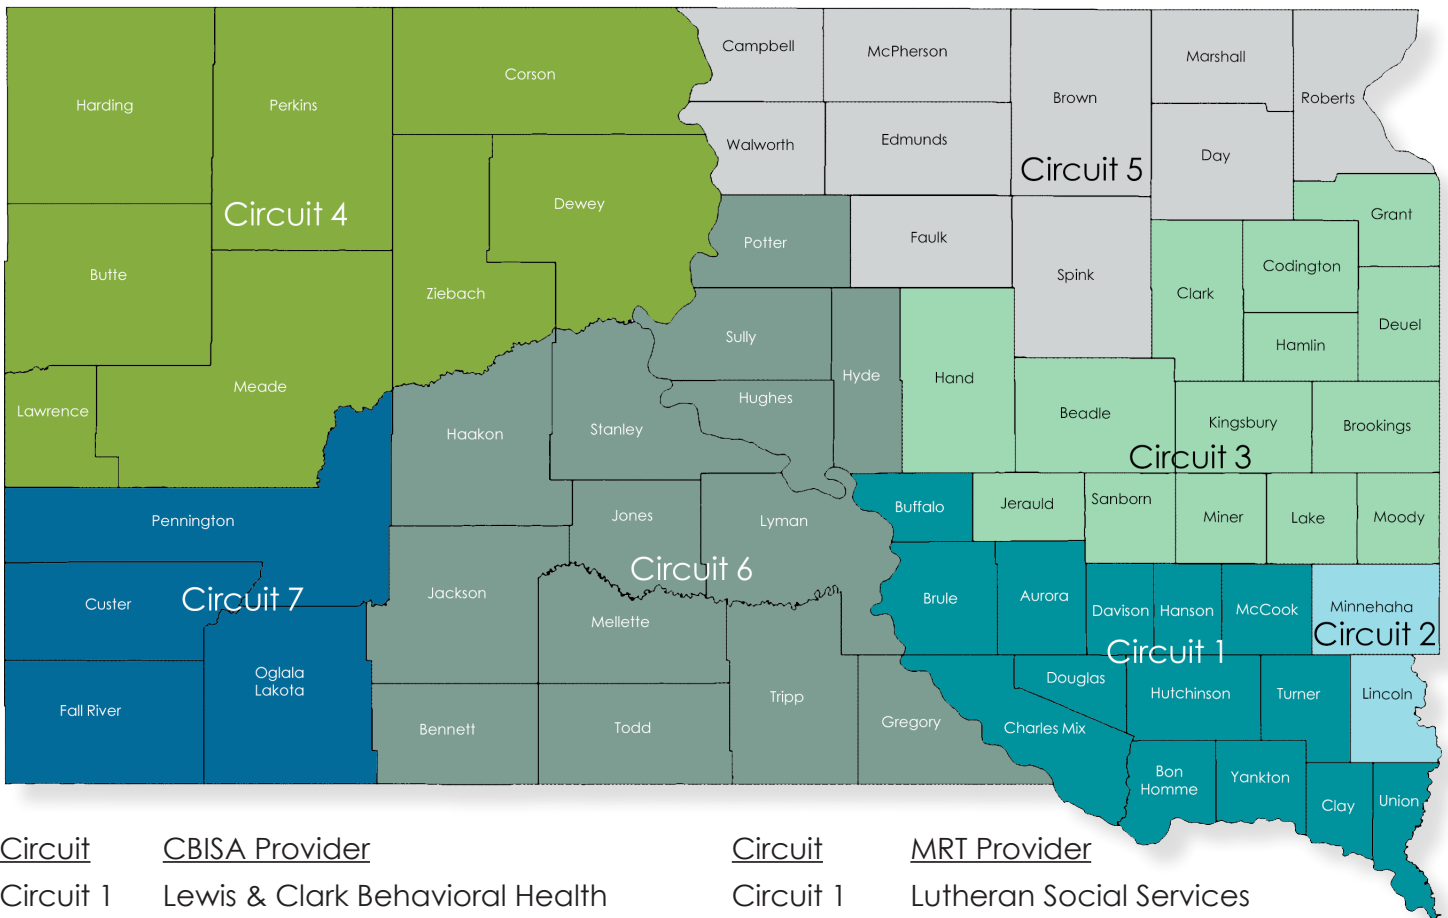 Campbell
McPherson
Marshall
Corson
Harding
Perkins
Brown
Roberts
Walworth
Edmunds
Day
Circuit 5
Dewey
Circuit 4
Grant
Potter
Faulk
Butte
Spink
Codington
Ziebach
Clark
Deuel
Sully
Hamlin
Hyde
Hand
Meade
Hughes
Lawrence
Beadle
Kingsbury
Brookings
Haakon
Stanley
Circuit 3
Sanborn
Buffalo
Jerauld
Pennington
Jones
Lyman
Miner
Lake
Moody
Circuit 6
Jackson
Custer
Circuit 7
Brule
Aurora
Davison
Hanson
McCook
Minnehaha
Mellette
Circuit 2
Circuit 1
Oglala
Lakota
Douglas
Hutchinson
Turner
Lincoln
Fall River
Tripp
Gregory
Bennett
Todd
Charles Mix
Bon
Homme
Yankton
Clay
Union
Circuit CBISA Provider
Circuit 1 Lewis & Clark Behavioral Health
Circuit MRT Provider
Circuit 1 Lutheran Social Services